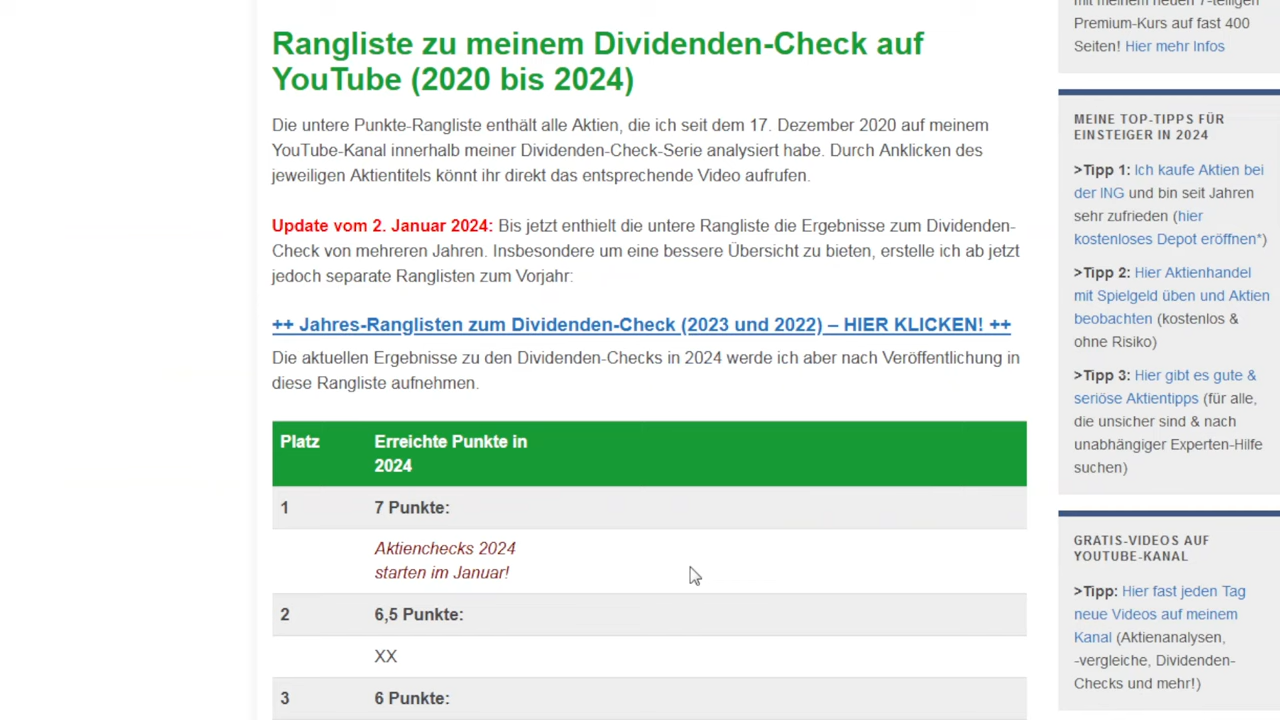 Rangliste zu meinem Dividenden-Check auf
YouTube (2020 bis 2024)
Die untere Punkte-Rangliste enthält alle Aktien, die ich seit dem 17. Dezember 2020 auf meinem
YouTube-Kanal innerhalb meiner Dividenden-Check-Serie analysiert habe. Durch Anklicken des
jeweiligen Aktientitels könnt ihr direkt das entsprechende Video aufrufen.
Update vom 2. Januar 2024: Bis jetzt enthielt die untere Rangliste die Ergebnisse zum Dividenden-
Check von mehreren Jahren. Insbesondere um eine bessere Übersicht zu bieten, erstelle ich ab jetzt
jedoch separate Ranglisten zum Vorjahr:
++ Jahres-Ranglisten zum Dividenden-Check (2023 und 2022) – HIER KLICKEN! ++
Die aktuellen Ergebnisse zu den Dividenden-Checks in 2024 werde ich aber nach Veröffentlichung in
diese Rangliste aufnehmen.
Platz Erreichte Punkte in
2024
1 7 Punkte:
Aktienchecks 2024
starten im Januar!
2 6,5 Punkte:
XX
3 6 Punkte:
mit meinem neuen 7-teiligen
Premium-Kurs auf fast 400
Seiten! Hier mehr Infos
MEINE TOP-TIPPS FÜR
EINSTEIGER IN 2024
>Tipp 1: Ich kaufe Aktien bei
der ING und bin seit Jahren
sehr zufrieden (hier
kostenloses Depot eröffnen*)
>Tipp 2: Hier Aktienhandel
mit Spielgeld üben und Aktien
beobachten (kostenlos &
ohne Risiko)
>Tipp 3: Hier gibt es gute &
seriöse Aktientipps (für alle,
die unsicher sind & nach
unabhängiger Experten-Hilfe
suchen)
GRATIS-VIDEOS AUF
YOUTUBE-KANAL
>Tipp: Hier fast jeden Tag
neue Videos auf meinem
Kanal (Aktienanalysen,
-vergleiche, Dividenden-
Checks und mehr!)